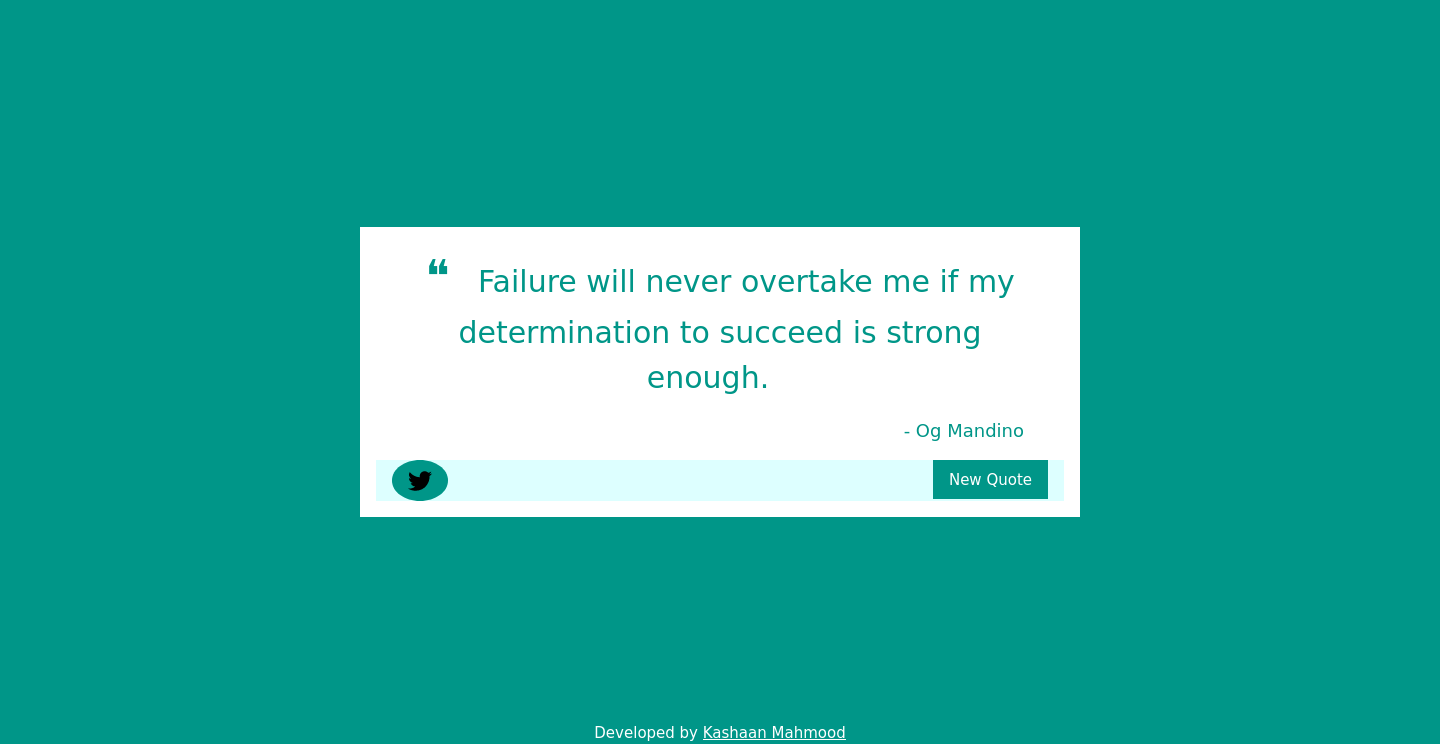 ❝ Failure will never overtake me if my
determination to succeed is strong
enough.
- Og Mandino
New Quote
Developed by Kashaan Mahmood